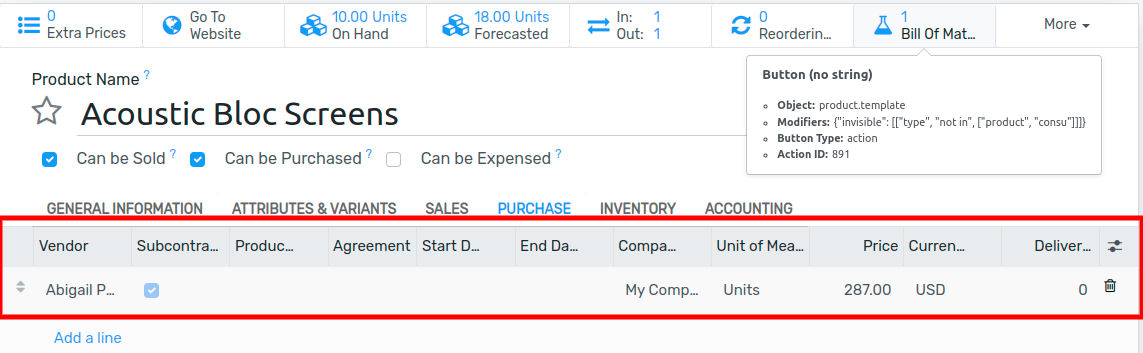 0
Extra Prices
Go To
Website
10.00 Units
On Hand
18.00 Units
Forecasted
In: 1
Out: 1
0
Reorderin...
1
Bill Of Mat...
More
Product Name ?
Acoustic Bloc Screens
Button (no string)
Object: product.template
Modifiers: {"invisible": [["type", "not in", ["product", "consu"]]]}
Button Type: action
Action ID: 891
Can be Sold ? Can be Purchased ? Can be Expensed ?
GENERAL INFORMATION ATTRIBUTES & VARIANTS SALES PURCHASE INVENTORY ACCOUNTING
Vendor Subcontra... Produc... Agreement Start D... End Da... Compa... Unit of Mea... Price Curren... Deliver...
Abigail P... My Comp... Units 287.00 USD 0
Add a line